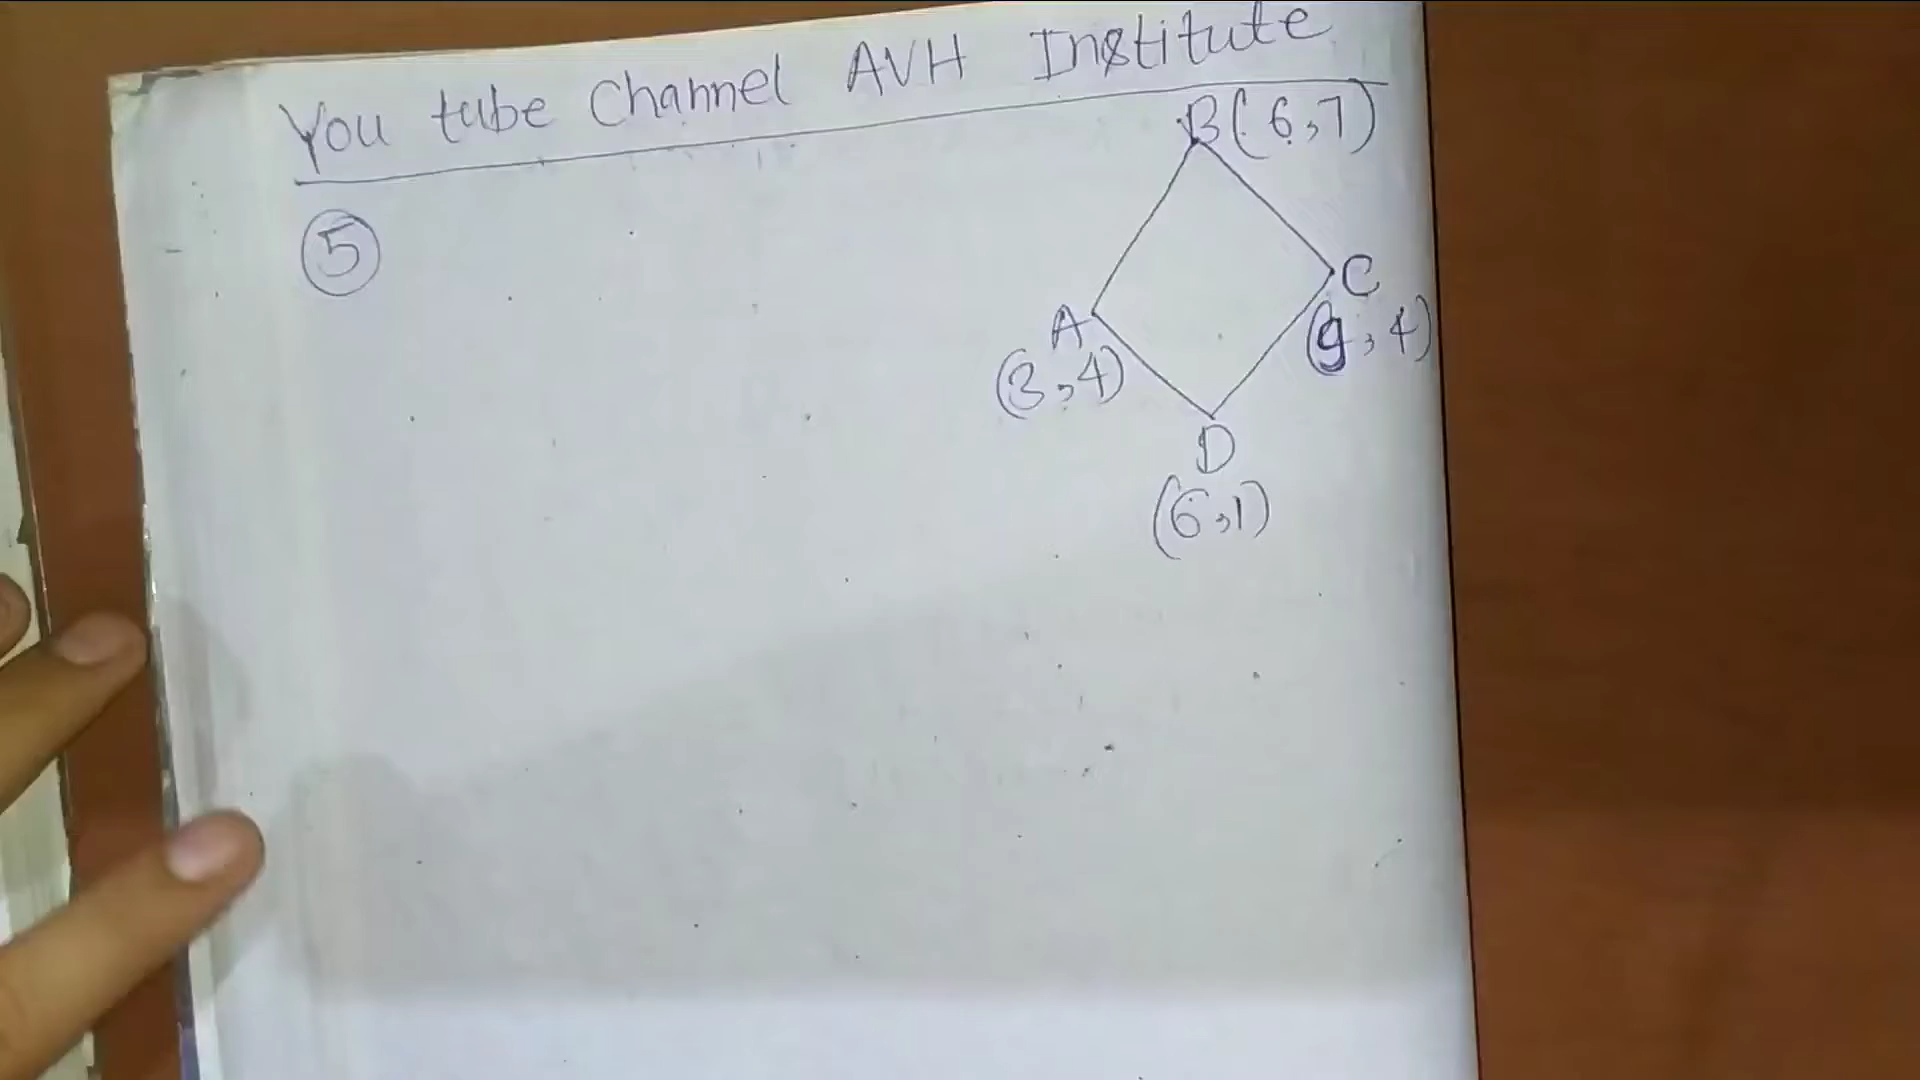 You tube Channel AVH Institute
B(6,7)
5
C
A
(9,4)
(3,4)
D
(6,1)